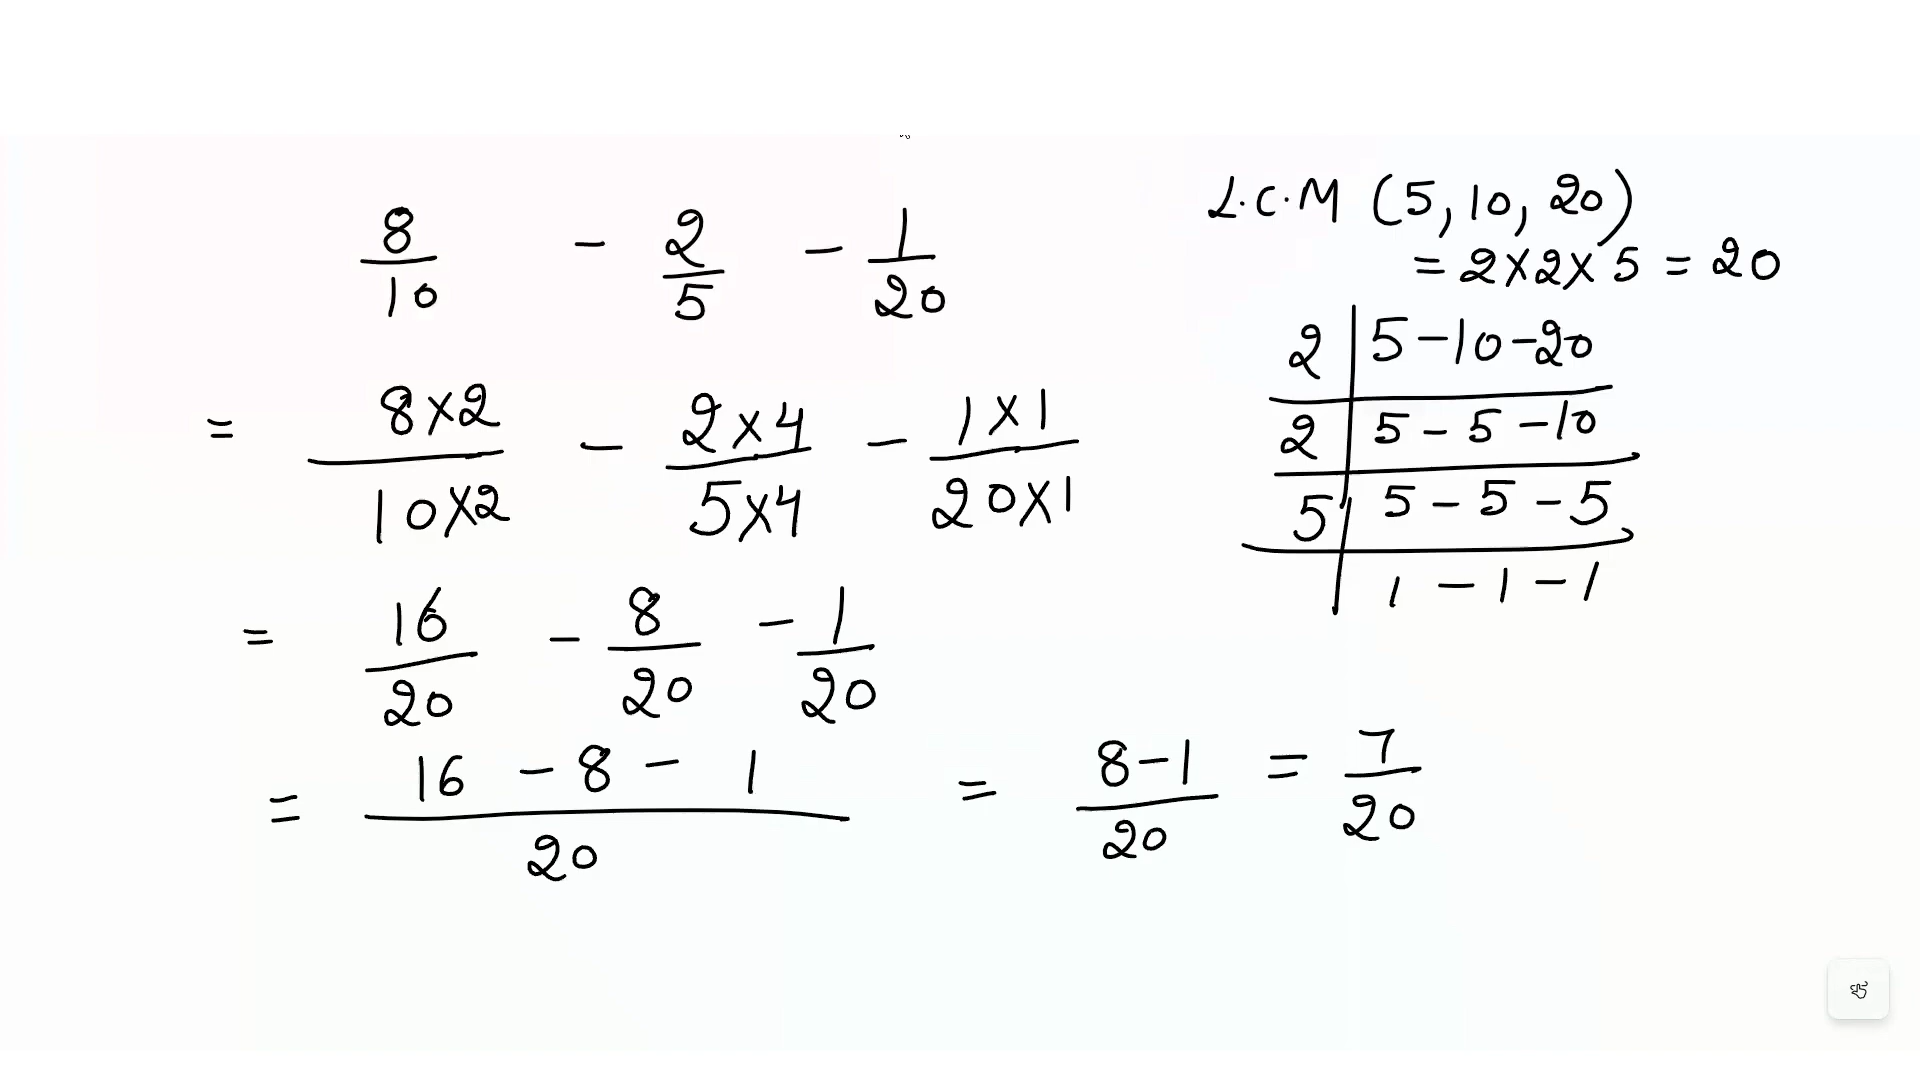 8/10 - 2/5 - 1/20
= 8×2/10×2 - 2×4/5×4 - 1×1/20×1
= 16/20 - 8/20 - 1/20
= 16 - 8 - 1/20 = 8-1/20 = 7/20
L.C.M (5, 10, 20)
= 2×2×5 = 20
2 | 5-10-20
2 | 5-5-10
5 | 5-5-5
| 1-1-1